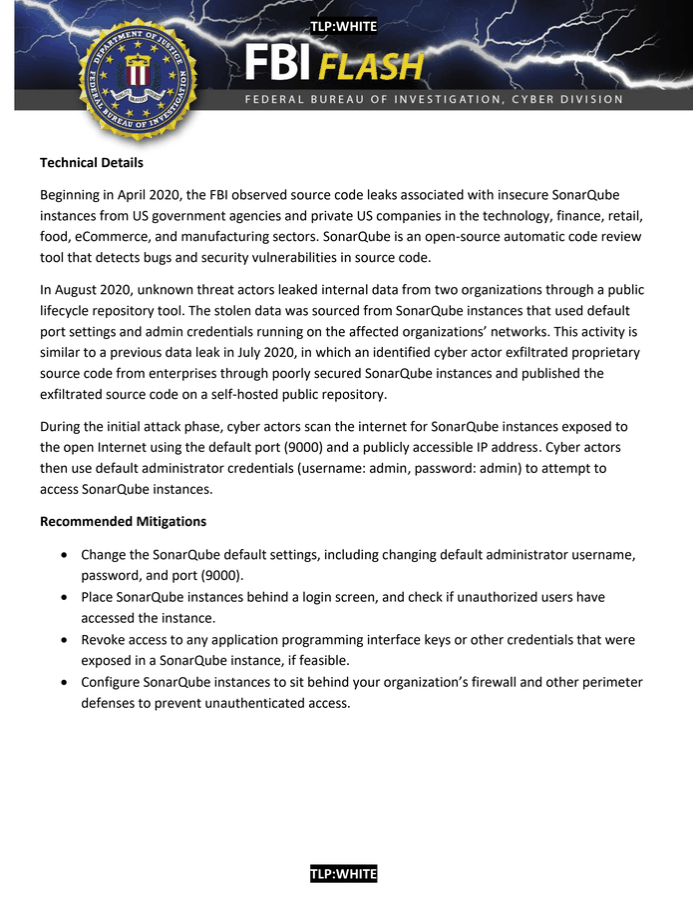 TLP:WHITE
FBI FLASH
FEDERAL BUREAU OF INVESTIGATION, CYBER DIVISION
DEPARTMENT OF JUSTICE
FEDERAL BUREAU OF INVESTIGATION
Technical Details
Beginning in April 2020, the FBI observed source code leaks associated with insecure SonarQube
instances from US government agencies and private US companies in the technology, finance, retail,
food, eCommerce, and manufacturing sectors. SonarQube is an open-source automatic code review
tool that detects bugs and security vulnerabilities in source code.
In August 2020, unknown threat actors leaked internal data from two organizations through a public
lifecycle repository tool. The stolen data was sourced from SonarQube instances that used default
port settings and admin credentials running on the affected organizations’ networks. This activity is
similar to a previous data leak in July 2020, in which an identified cyber actor exfiltrated proprietary
source code from enterprises through poorly secured SonarQube instances and published the
exfiltrated source code on a self-hosted public repository.
During the initial attack phase, cyber actors scan the internet for SonarQube instances exposed to
the open Internet using the default port (9000) and a publicly accessible IP address. Cyber actors
then use default administrator credentials (username: admin, password: admin) to attempt to
access SonarQube instances.
Recommended Mitigations
• Change the SonarQube default settings, including changing default administrator username,
password, and port (9000).
• Place SonarQube instances behind a login screen, and check if unauthorized users have
accessed the instance.
• Revoke access to any application programming interface keys or other credentials that were
exposed in a SonarQube instance, if feasible.
• Configure SonarQube instances to sit behind your organization’s firewall and other perimeter
defenses to prevent unauthenticated access.
TLP:WHITE